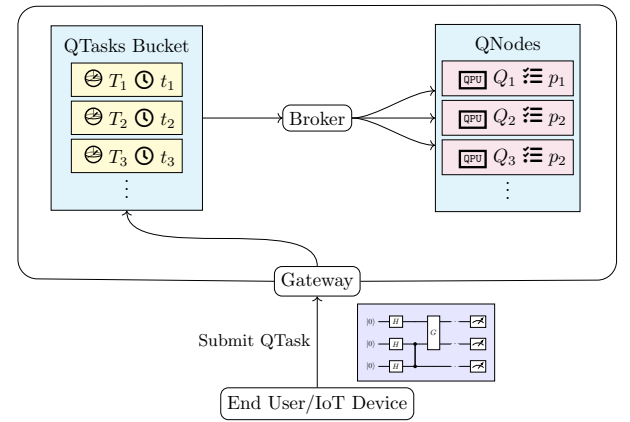 QTasks Bucket
T₁ t₁
T₂ t₂
T₃ t₃
⋮
Broker
QNodes
QPU Q₁ p₁
QPU Q₂ p₂
QPU Q₃ p₂
⋮
Gateway
Submit QTask
|0⟩ H
G
|0⟩ H
|0⟩ H
End User/IoT Device